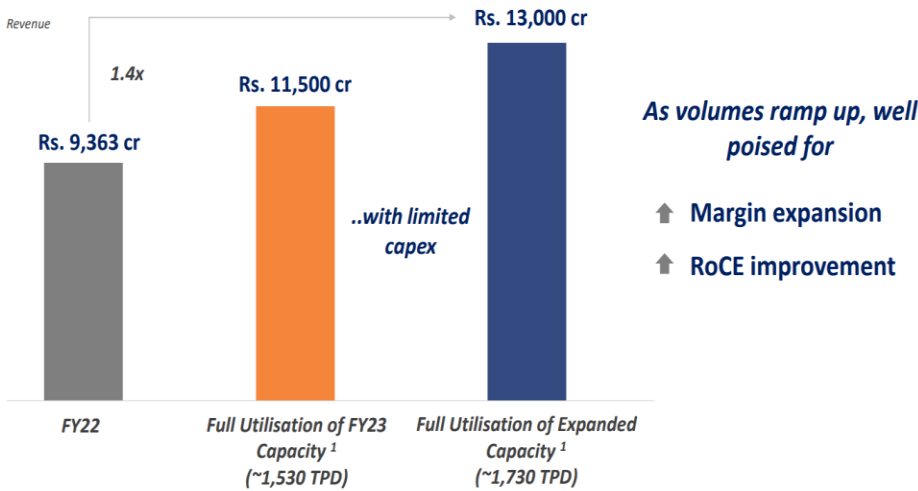 Revenue
1.4x
Rs. 9,363 cr
Rs. 11,500 cr
Rs. 13,000 cr
..with limited
capex
FY22
Full Utilisation of FY23
Capacity 1
(~1,530 TPD)
Full Utilisation of Expanded
Capacity 1
(~1,730 TPD)
As volumes ramp up, well
poised for
Margin expansion
RoCE improvement